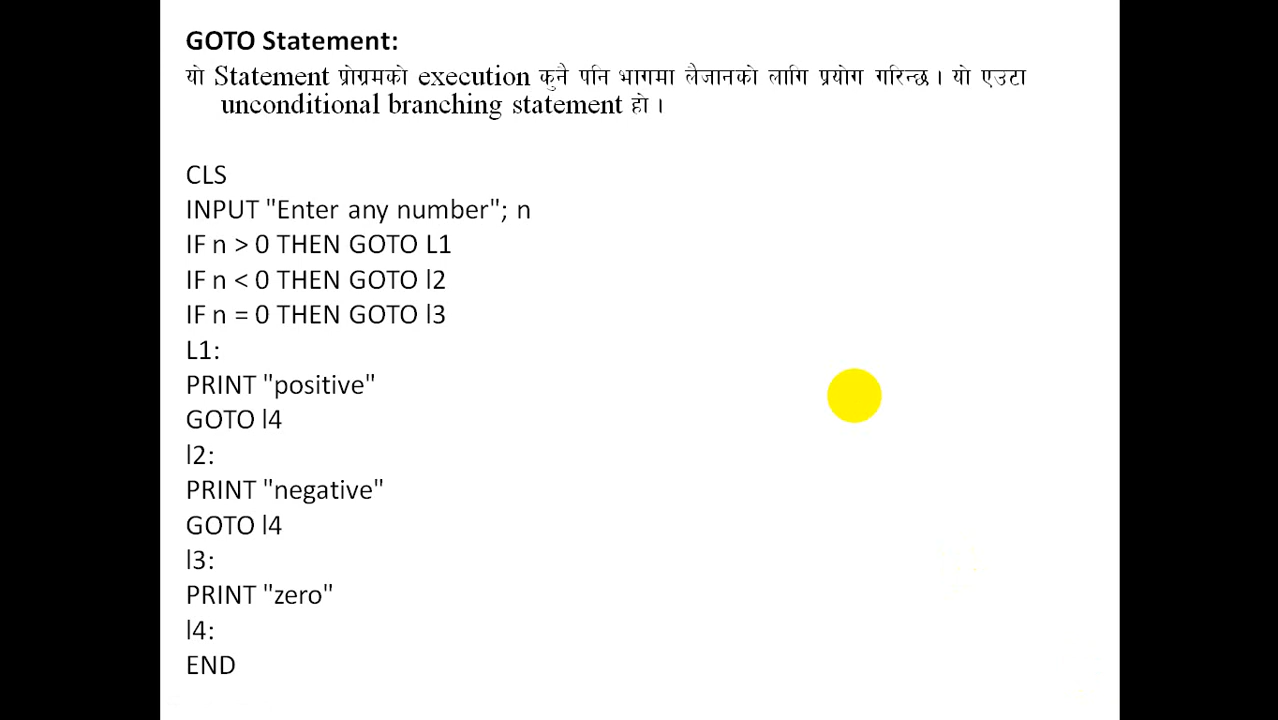 GOTO Statement:
यो Statement प्रोग्रमको execution कुनै पनि भागमा लैजानको लागि प्रयोग गरिन्छ । यो एउटा
unconditional branching statement हो ।
CLS
INPUT "Enter any number"; n
IF n > 0 THEN GOTO L1
IF n < 0 THEN GOTO l2
IF n = 0 THEN GOTO l3
L1:
PRINT "positive"
GOTO l4
l2:
PRINT "negative"
GOTO l4
l3:
PRINT "zero"
l4:
END